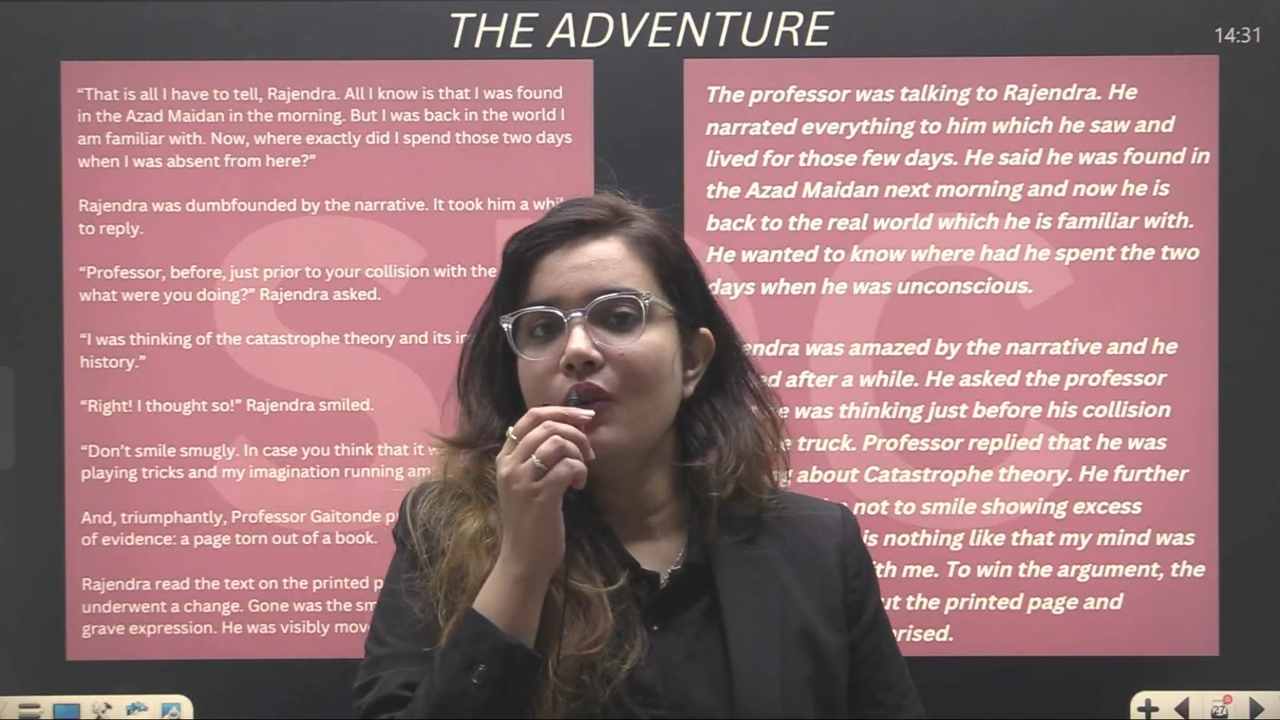 THE ADVENTURE
14:31
“That is all I have to tell, Rajendra. All I know is that I was found
in the Azad Maidan in the morning. But I was back in the world I
am familiar with. Now, where exactly did I spend those two days
when I was absent from here?”
Rajendra was dumbfounded by the narrative. It took him a
to reply.
“Professor, before, just prior to your collision with the
what were you doing?” Rajendra asked.
“I was thinking of the catastrophe theory and its
history.”
“Right! I thought so!” Rajendra smiled.
“Don’t smile smugly. In case you think that it
playing tricks and my imagination running
And, triumphantly, Professor Gaitonde
of evidence: a page torn out of a book.
Rajendra read the text on the printed
underwent a change. Gone was the
grave expression. He was visibly
The professor was talking to Rajendra. He
narrated everything to him which he saw and
lived for those few days. He said he was found in
the Azad Maidan next morning and now he is
back to the real world which he is familiar with.
He wanted to know where had he spent the two
days when he was unconscious.
was amazed by the narrative and he
after a while. He asked the professor
was thinking just before his collision
truck. Professor replied that he was
about Catastrophe theory. He further
not to smile showing excess
is nothing like that my mind was
with me. To win the argument, the
the printed page and
SDC
27